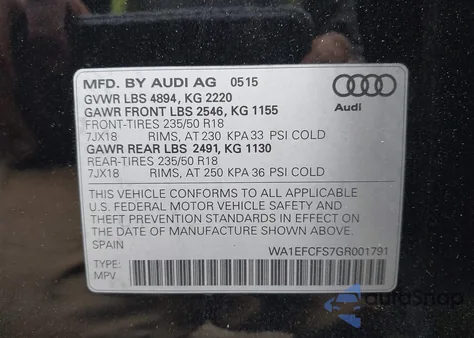 MFD. BY AUDI AG 0515
GVWR LBS 4894, KG 2220
GAWR FRONT LBS 2546, KG 1155
FRONT-TIRES 235/50 R18
7JX18 RIMS, AT 230 KPA 33 PSI COLD
GAWR REAR LBS 2491, KG 1130
REAR-TIRES 235/50 R18
7JX18 RIMS, AT 250 KPA 36 PSI COLD
Audi
THIS VEHICLE CONFORMS TO ALL APPLICABLE
U.S. FEDERAL MOTOR VEHICLE SAFETY AND
THEFT PREVENTION STANDARDS IN EFFECT ON
THE DATE OF MANUFACTURE SHOWN ABOVE.
SPAIN WA1EFCFS7GR001791
TYPE:
MPV
autoSnap